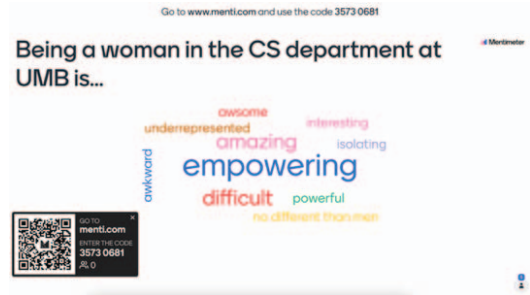 Go to www.menti.com and use the code 3573 0681
Mentimeter
Being a woman in the CS department at
UMB is...
awsome
underrepresented
interesting
amazing
isolating
awkward
empowering
difficult
powerful
no different than men
GO TO
menti.com
ENTER THE CODE
3573 0681
0